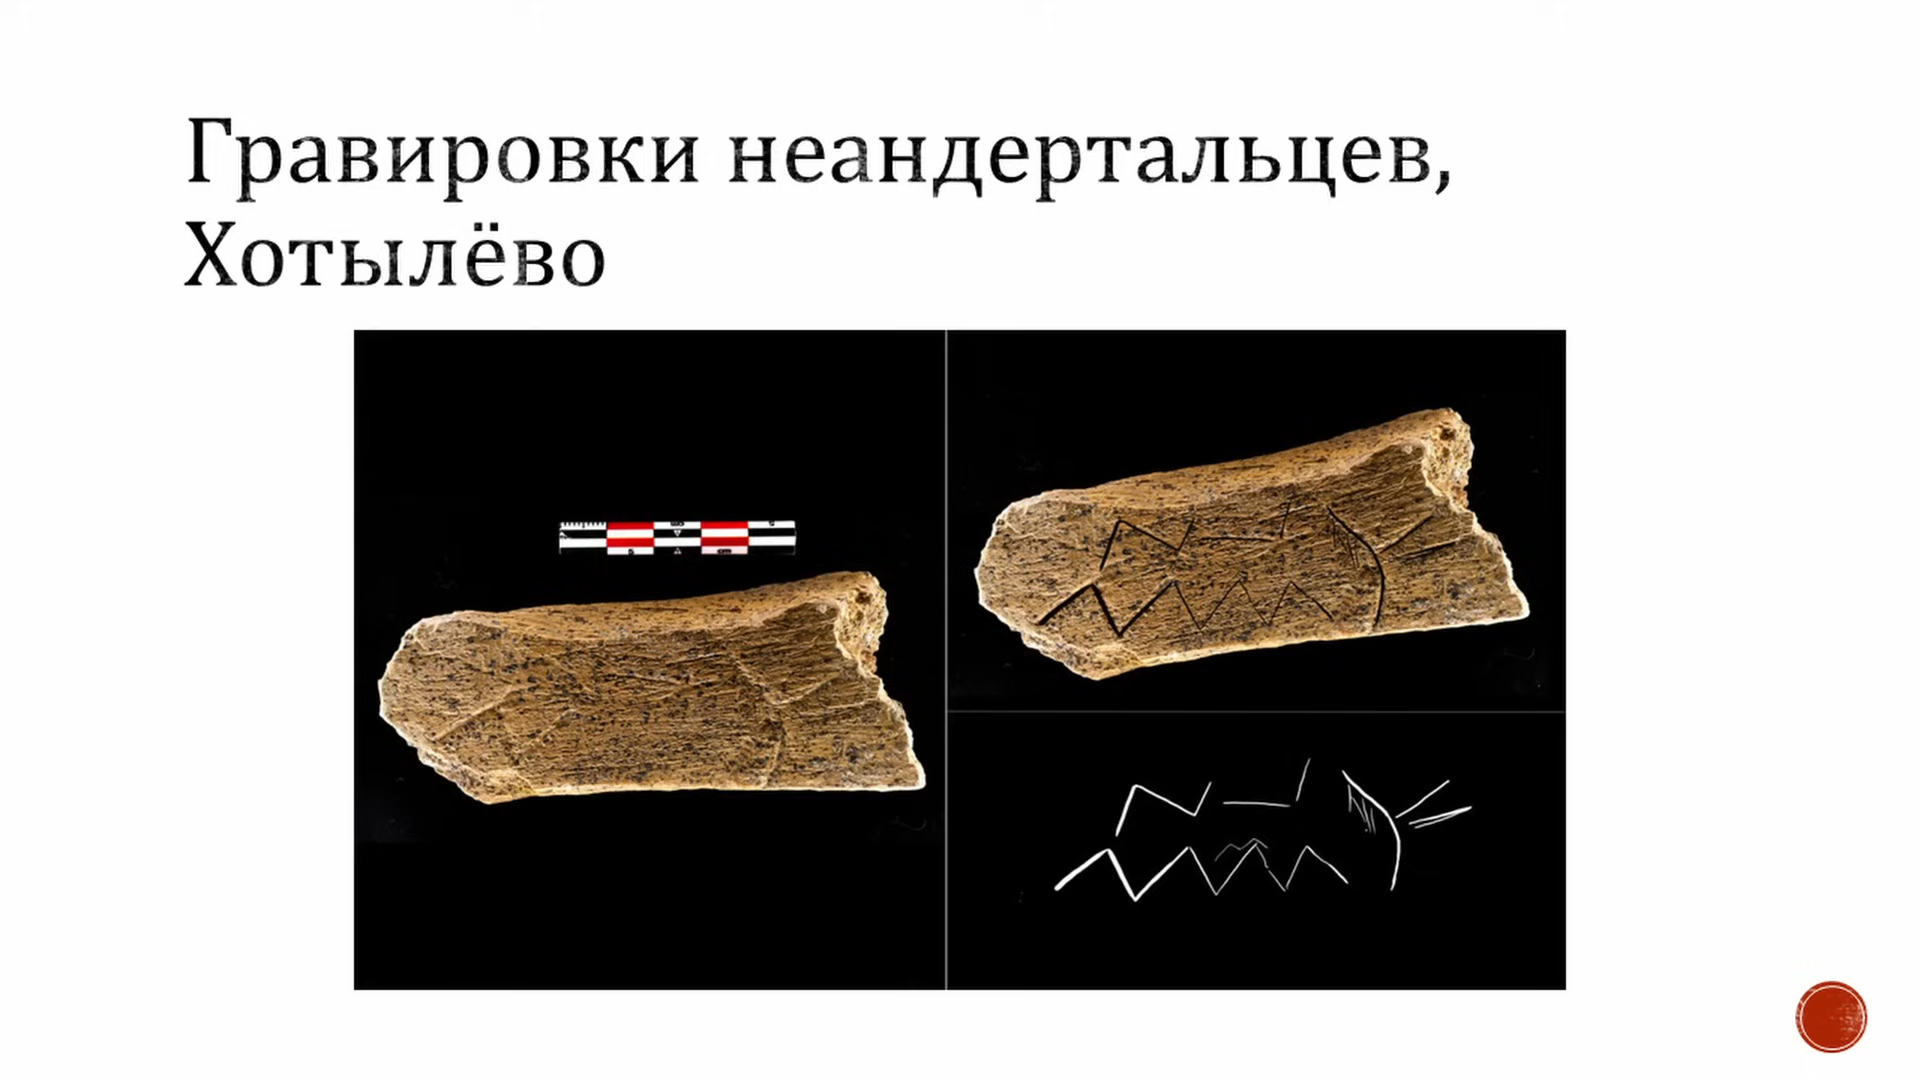 Гравировки неандертальцев,
Хотылёво